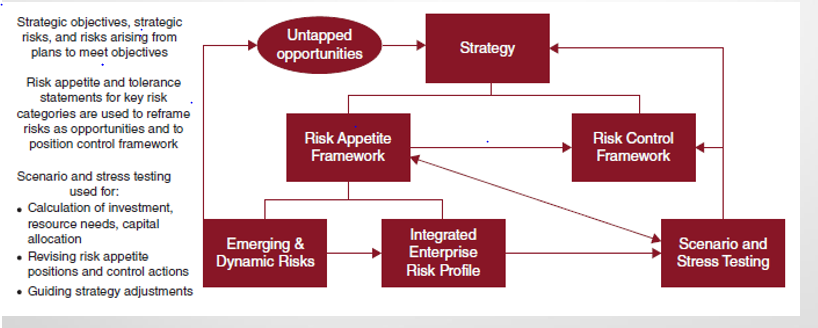 Strategic objectives, strategic
risks, and risks arising from
plans to meet objectives
Risk appetite and tolerance
statements for key risk
categories are used to reframe
risks as opportunities and to
position control framework
Scenario and stress testing
used for:
• Calculation of investment,
resource needs, capital
allocation
• Revising risk appetite
positions and control actions
• Guiding strategy adjustments
Untapped
opportunities
Strategy
Risk Appetite
Framework
Risk Control
Framework
Emerging &
Dynamic Risks
Integrated
Enterprise
Risk Profile
Scenario and
Stress Testing